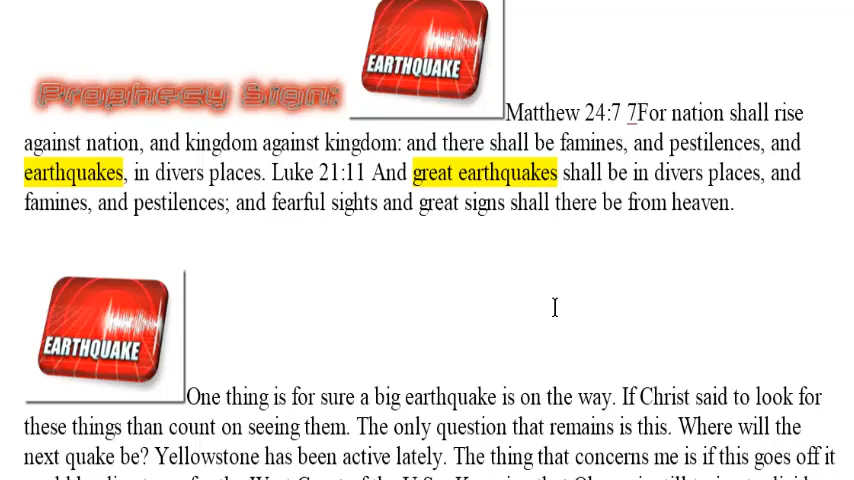 EARTHQUAKE
Prophecy Sign:
Matthew 24:7 7For nation shall rise
against nation, and kingdom against kingdom: and there shall be famines, and pestilences, and
earthquakes, in divers places. Luke 21:11 And great earthquakes shall be in divers places, and
famines, and pestilences; and fearful sights and great signs shall there be from heaven.
EARTHQUAKE
One thing is for sure a big earthquake is on the way. If Christ said to look for
these things than count on seeing them. The only question that remains is this. Where will the
next quake be? Yellowstone has been active lately. The thing that concerns me is if this goes off it